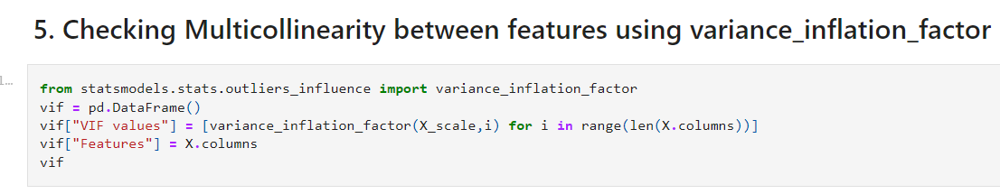 5. Checking Multicollinearity between features using variance_inflation_factor
from statsmodels.stats.outliers_influence import variance_inflation_factor
vif = pd.DataFrame()
vif["VIF values"] = [variance_inflation_factor(X_scale,i) for i in range(len(X.columns))]
vif["Features"] = X.columns
vif